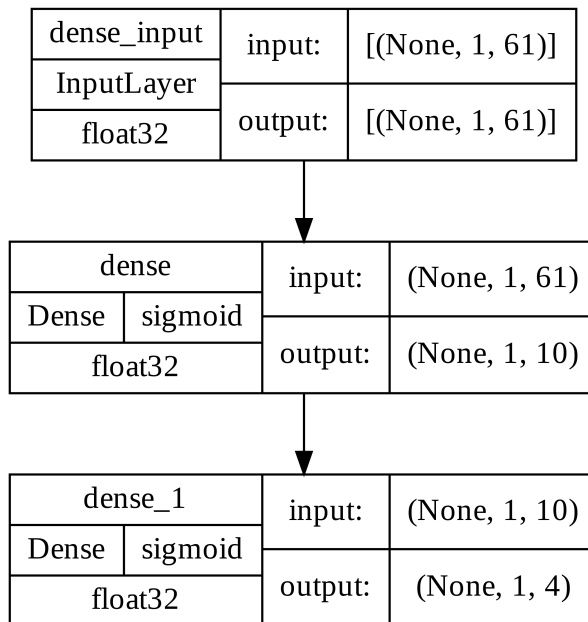 dense_input
InputLayer
float32
input:
[(None, 1, 61)]
output:
[(None, 1, 61)]
dense
Dense
sigmoid
float32
input:
(None, 1, 61)
output:
(None, 1, 10)
dense_1
Dense
sigmoid
float32
input:
(None, 1, 10)
output:
(None, 1, 4)